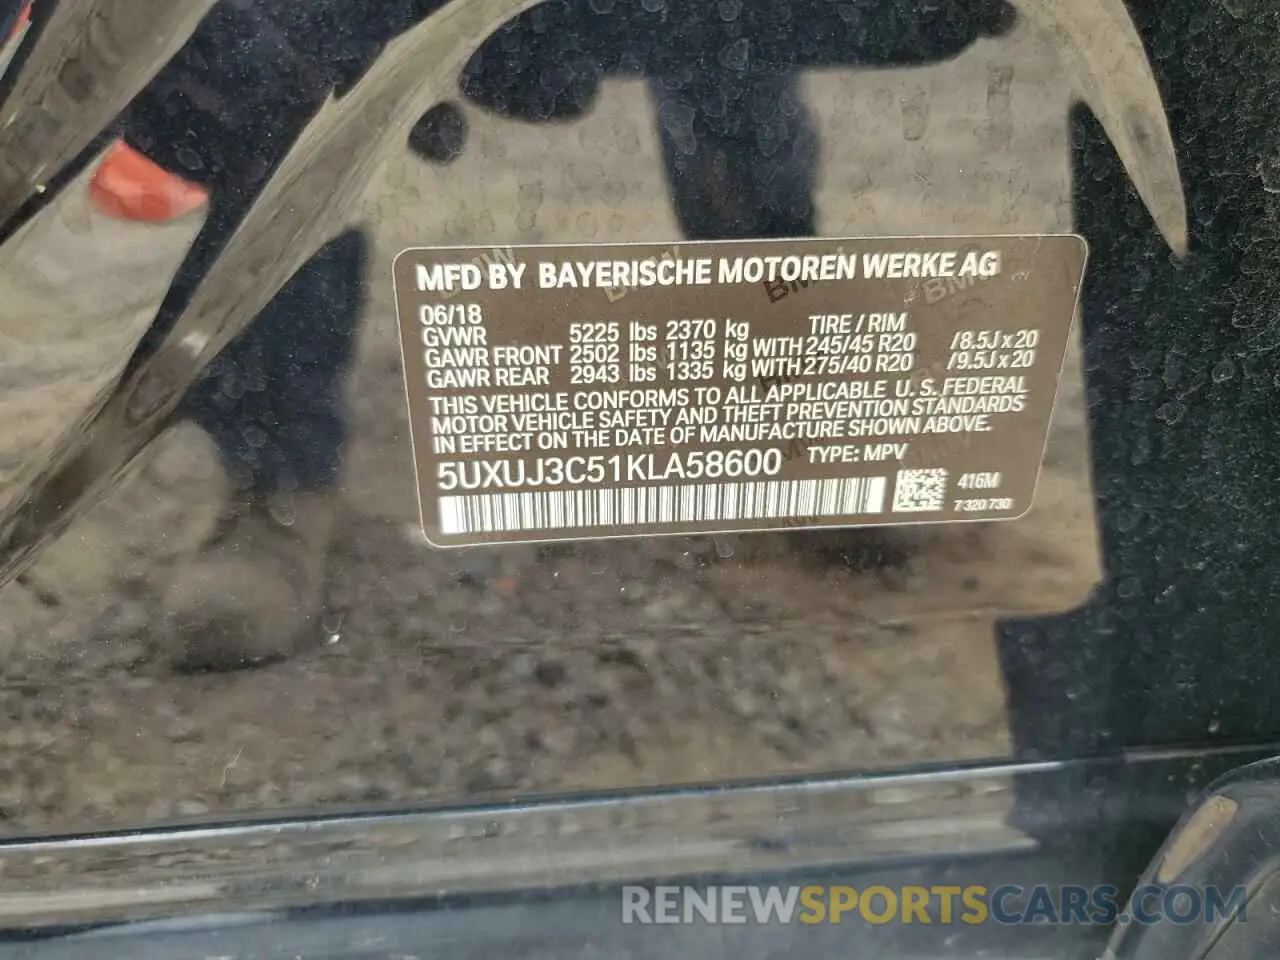 MFD BY BAYERISCHE MOTOREN WERKE AG
06/18 TIRE / RIM
GVWR 5225 lbs 2370 kg
GAWR FRONT 2502 lbs 1135 kg WITH 245/45 R20 /8.5J x 20
GAWR REAR 2943 lbs 1335 kg WITH 275/40 R20 /9.5J x 20
THIS VEHICLE CONFORMS TO ALL APPLICABLE U. S. FEDERAL
MOTOR VEHICLE SAFETY AND THEFT PREVENTION STANDARDS
IN EFFECT ON THE DATE OF MANUFACTURE SHOWN ABOVE.
5UXUJ3C51KLA58600 TYPE: MPV
416M
7 320 730
RENEWSPORTSCARS.COM